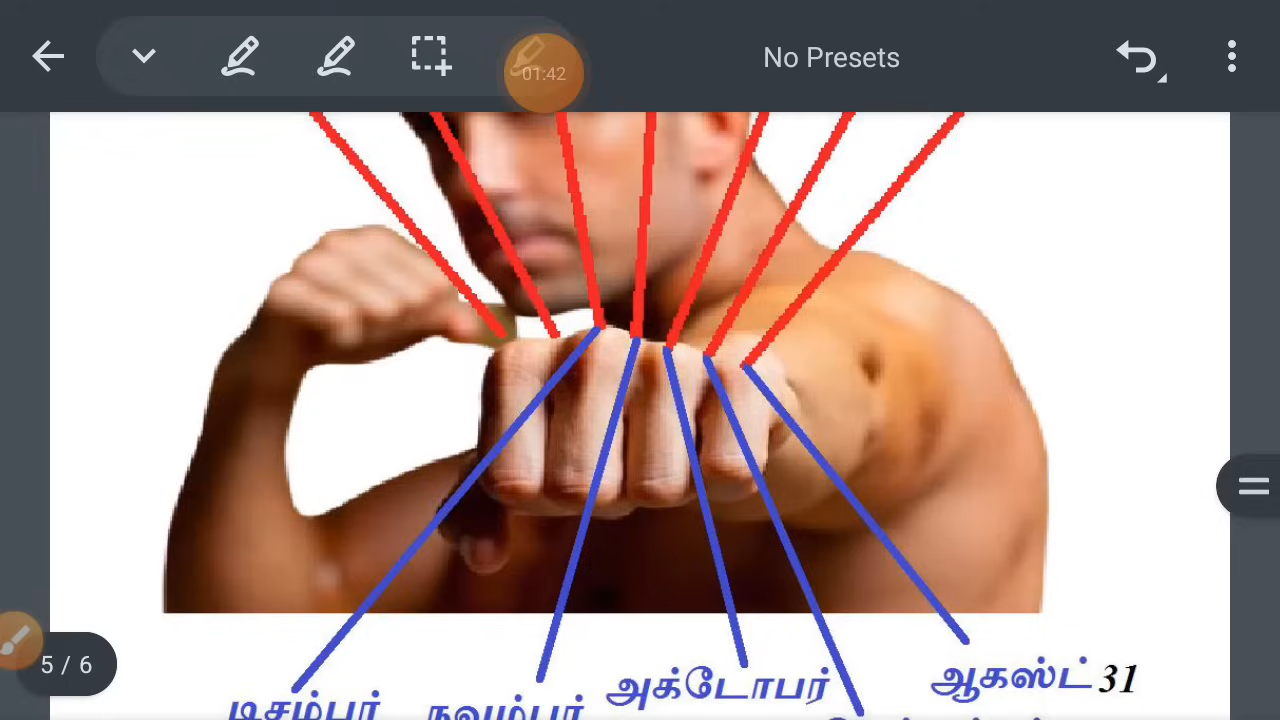 01:42
No Presets
ஆகஸ்ட் 31
அக்டோபர்
5 / 6
டிசம்பர் நவம்பர்